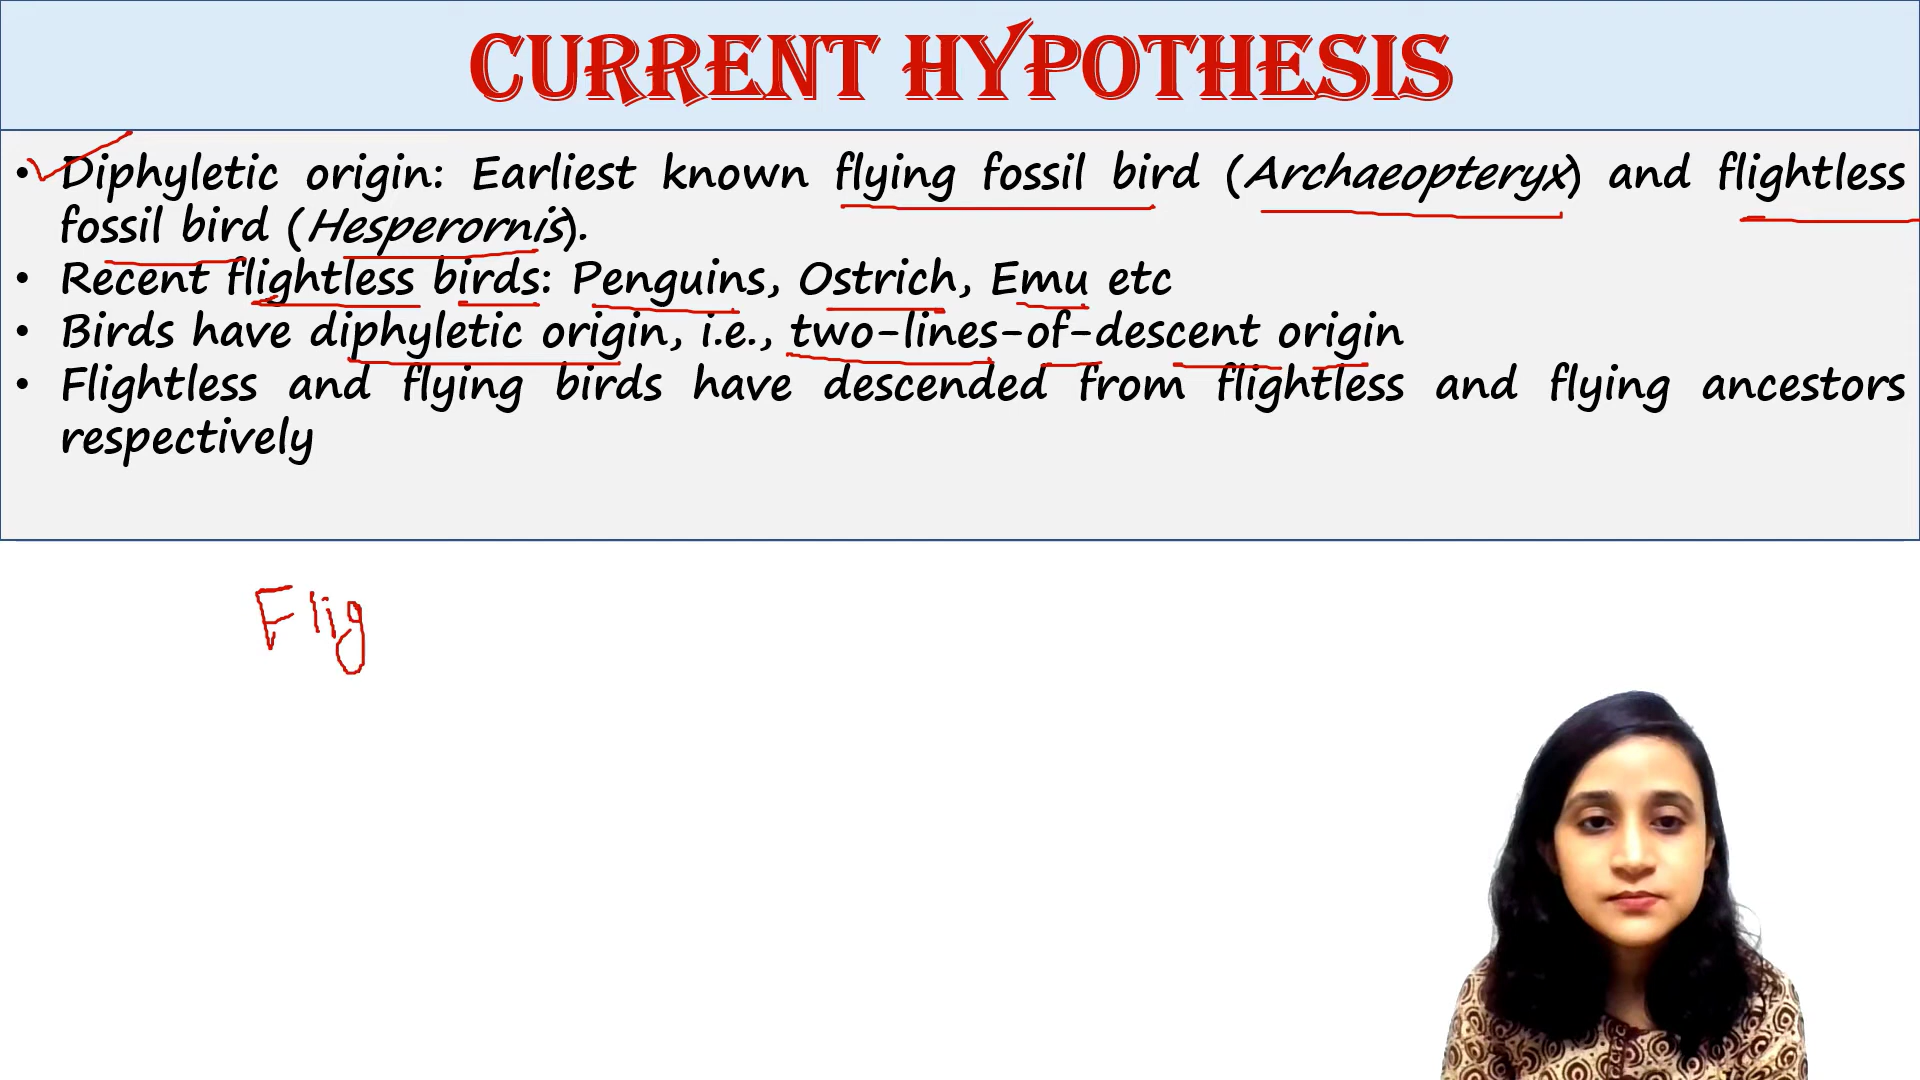 CURRENT HYPOTHESIS
• Diphyletic origin: Earliest known flying fossil bird (Archaeopteryx) and flightless
fossil bird (Hesperornis).
• Recent flightless birds: Penguins, Ostrich, Emu etc
• Birds have diphyletic origin, i.e., two-lines-of-descent origin
• Flightless and flying birds have descended from flightless and flying ancestors
respectively
Flig